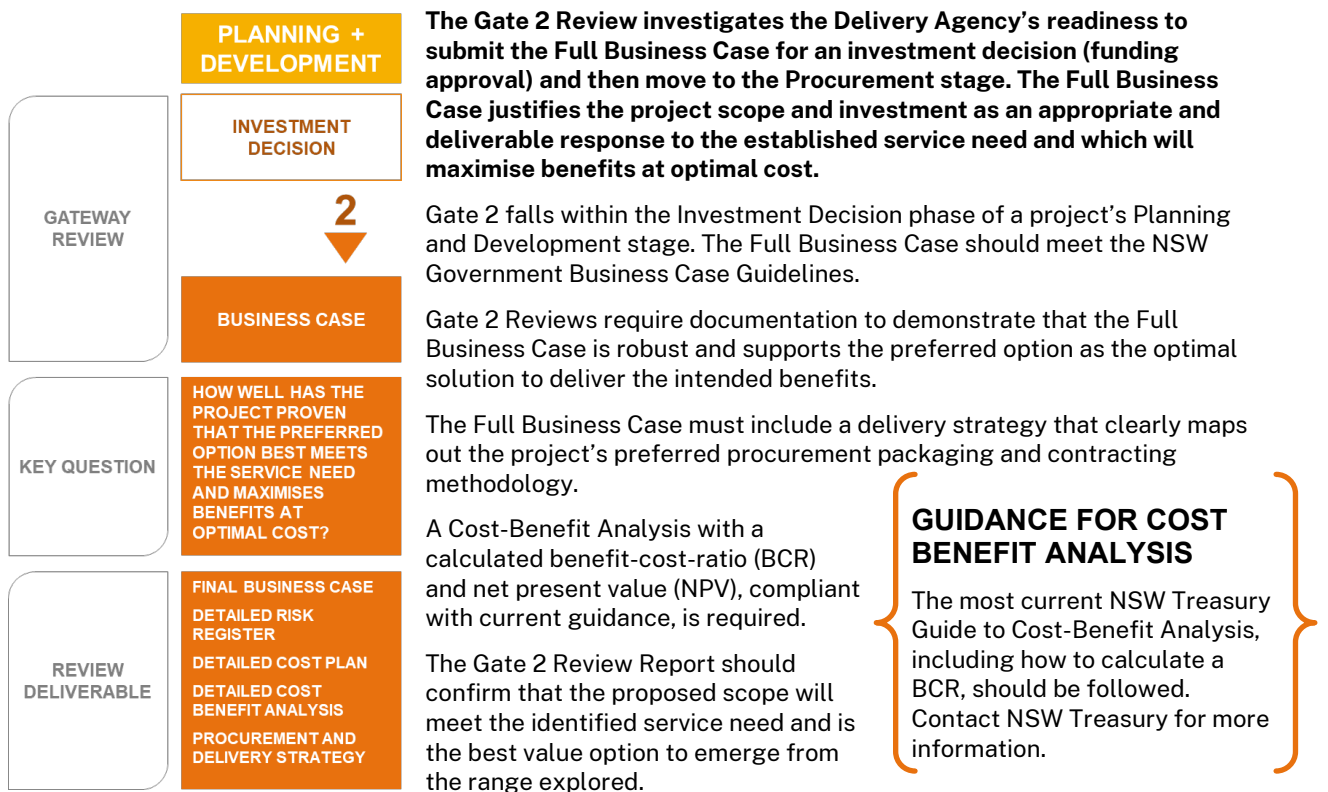 PLANNING +
DEVELOPMENT
GATEWAY
REVIEW
INVESTMENT
DECISION
2
BUSINESS CASE
KEY QUESTION
HOW WELL HAS THE
PROJECT PROVEN
THAT THE PREFERRED
OPTION BEST MEETS
THE SERVICE NEED
AND MAXIMISES
BENEFITS AT
OPTIMAL COST?
REVIEW
DELIVERABLE
FINAL BUSINESS CASE
DETAILED RISK
REGISTER
DETAILED COST PLAN
DETAILED COST
BENEFIT ANALYSIS
PROCUREMENT AND
DELIVERY STRATEGY
The Gate 2 Review investigates the Delivery Agency's readiness to
submit the Full Business Case for an investment decision (funding
approval) and then move to the Procurement stage. The Full Business
Case justifies the project scope and investment as an appropriate and
deliverable response to the established service need and which will
maximise benefits at optimal cost.
Gate 2 falls within the Investment Decision phase of a project's Planning
and Development stage. The Full Business Case should meet the NSW
Government Business Case Guidelines.
Gate 2 Reviews require documentation to demonstrate that the Full
Business Case is robust and supports the preferred option as the optimal
solution to deliver the intended benefits.
The Full Business Case must include a delivery strategy that clearly maps
out the project's preferred procurement packaging and contracting
methodology.
A Cost-Benefit Analysis with a
calculated benefit-cost-ratio (BCR)
and net present value (NPV), compliant
with current guidance, is required.
The Gate 2 Review Report should
confirm that the proposed scope will
meet the identified service need and is
the best value option to emerge from
the range explored.
GUIDANCE FOR COST
BENEFIT ANALYSIS
The most current NSW Treasury
Guide to Cost-Benefit Analysis,
including how to calculate a
BCR, should be followed.
Contact NSW Treasury for more
information.